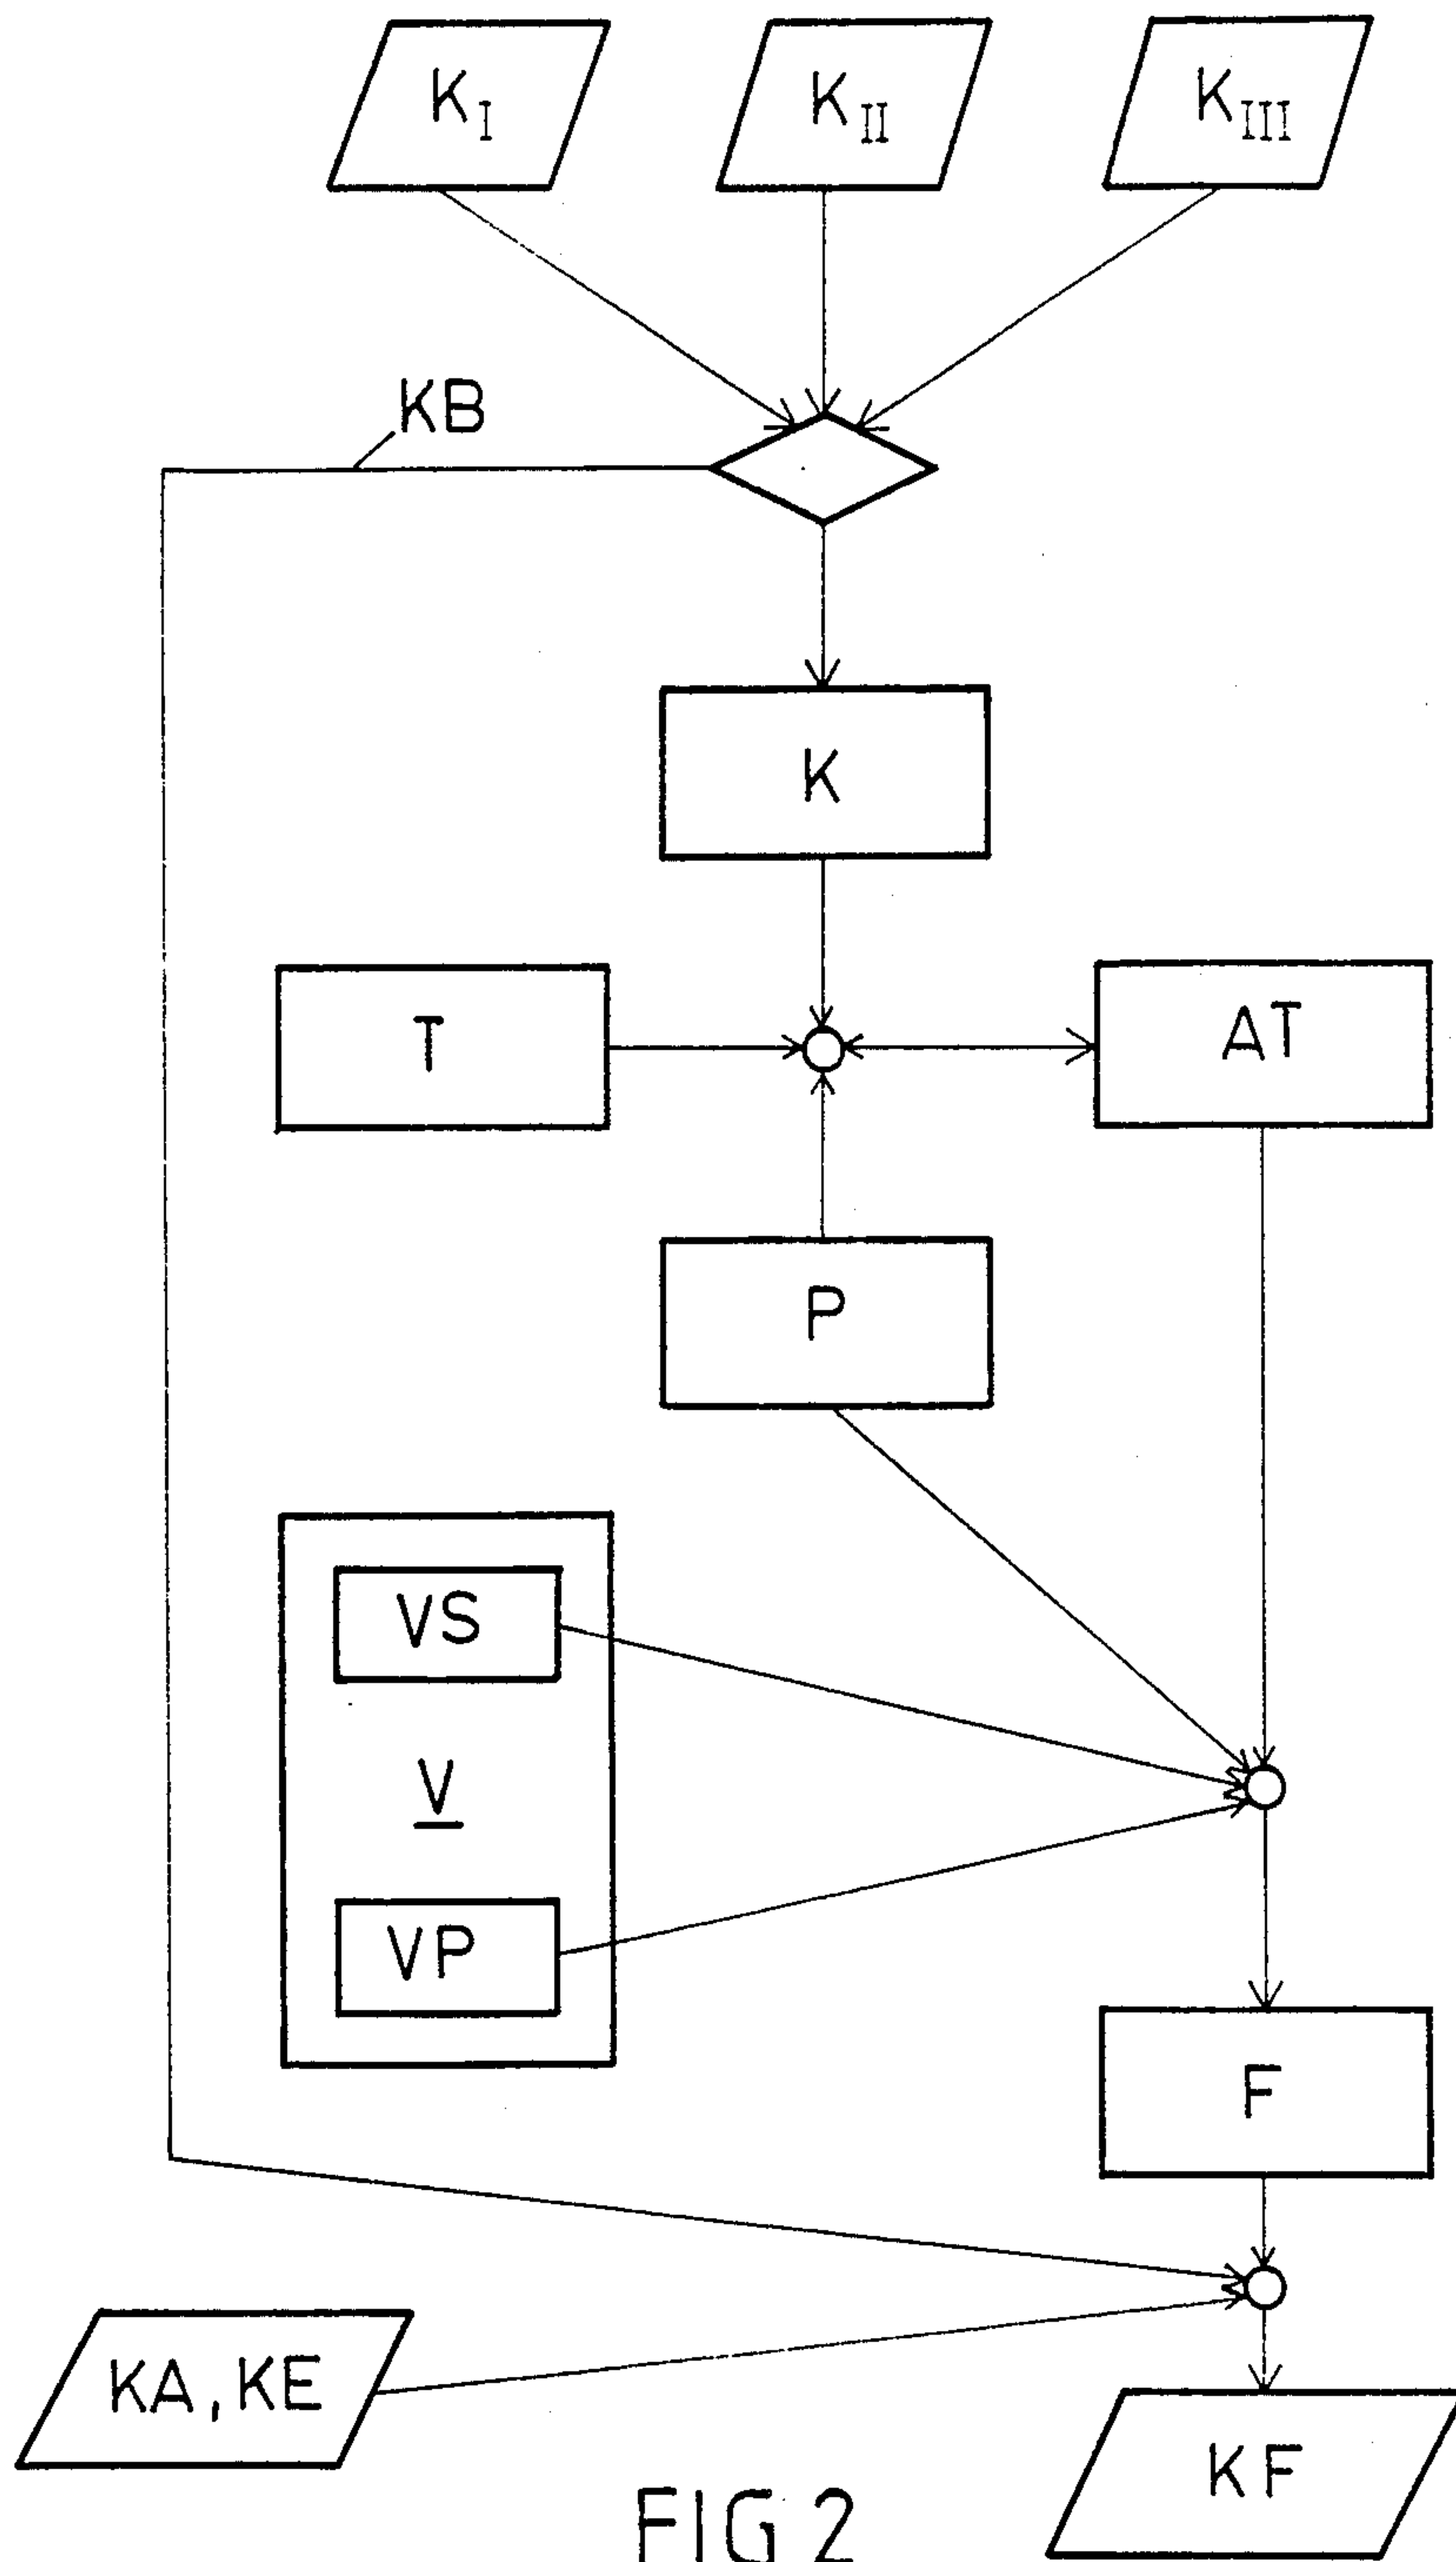 K_I K_II K_III
KB
K
T AT
P
VS
V
VP
F
KA, KE
KF
FIG 2